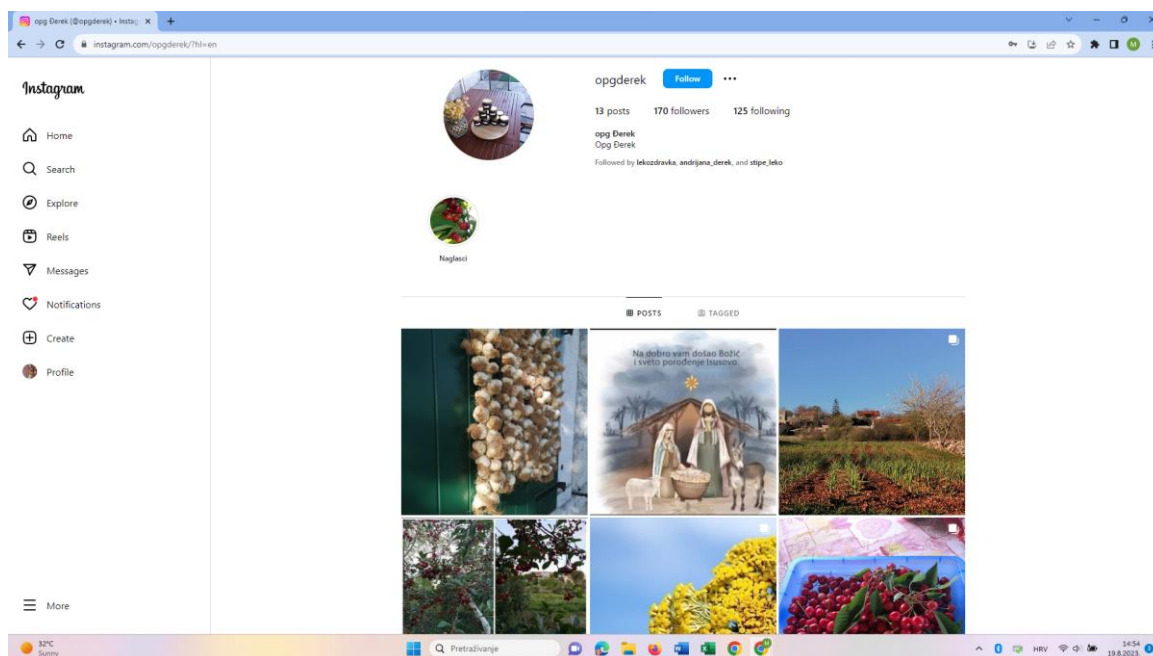 opg Đerek (@opgderek) • Instag
instagram.com/opgderek/?hl=en
Instagram
Home
Search
Explore
Reels
Messages
Notifications
Create
Profile
More
opgderek
Follow
13 posts 170 followers 125 following
opg Đerek
Opg Đerek
Followed by lekozdravka, andrijana_derek, and stipe_leko
Naglasci
POSTS TAGGED
Na dobro vam došao Božić
i sveto porođenje Isusovo.
32°C
Sunny
Pretraživanje
HRV
14:54
19.8.2023.